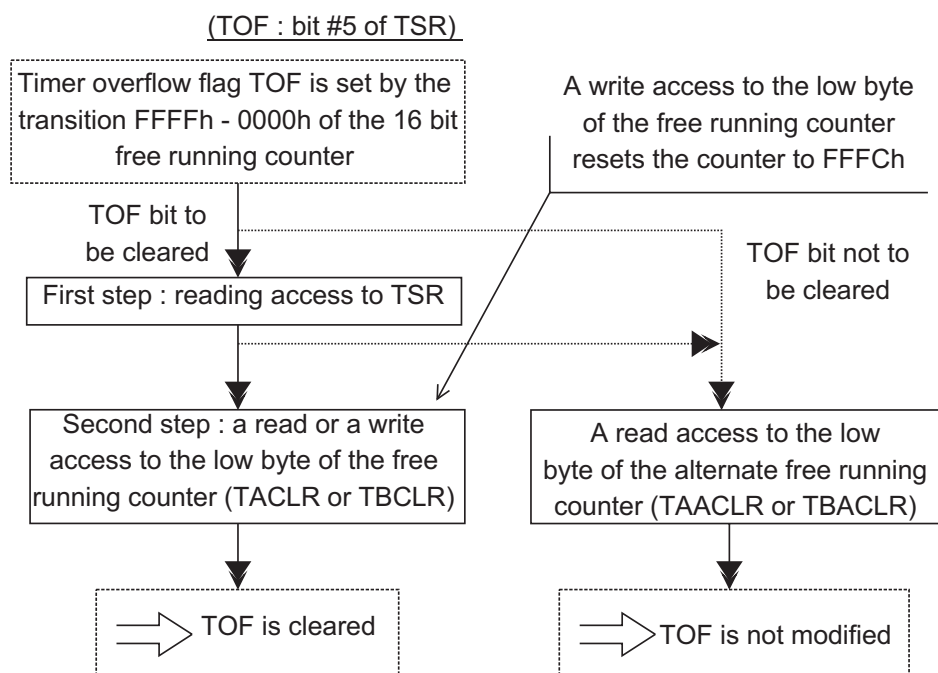 (TOF : bit #5 of TSR)
Timer overflow flag TOF is set by the
transition FFFFh - 0000h of the 16 bit
free running counter
A write access to the low byte
of the free running counter
resets the counter to FFFCh
TOF bit to
be cleared
TOF bit not to
be cleared
First step : reading access to TSR
Second step : a read or a write
access to the low byte of the free
running counter (TACLR or TBCLR)
A read access to the low
byte of the alternate free running
counter (TAACLR or TBACLR)
TOF is cleared
TOF is not modified